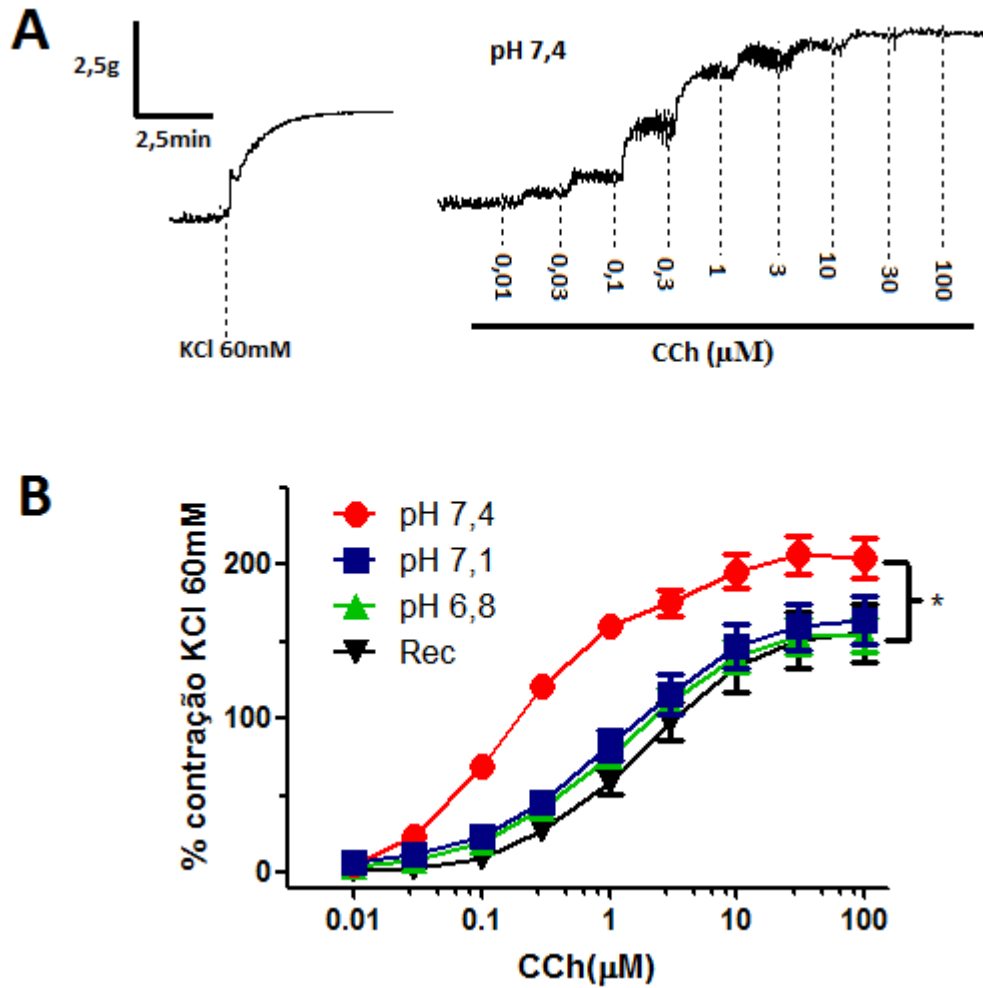 A
2,5g
2,5min
KCl 60mM
pH 7,4
0,01
0,03
0,1
0,3
1
3
10
30
100
CCh (µM)
B
% contração KCl 60mM
200
100
0
pH 7,4
pH 7,1
pH 6,8
Rec
*
0.01
0.1
1
10
100
CCh(µM)